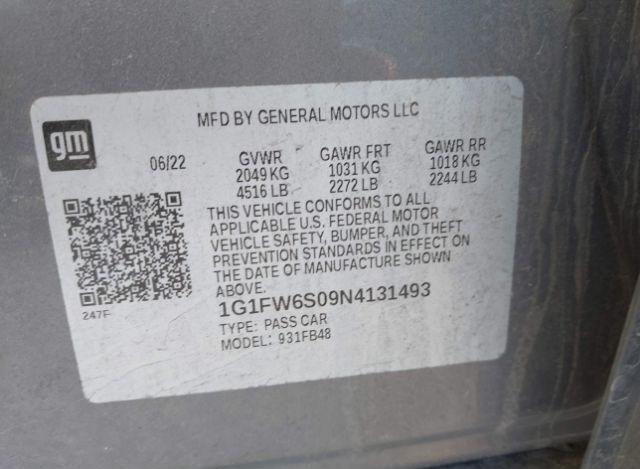 MFD BY GENERAL MOTORS LLC
gm
06/22 GVWR GAWR FRT GAWR RR
2049 KG 1031 KG 1018 KG
4516 LB 2272 LB 2244 LB
THIS VEHICLE CONFORMS TO ALL
APPLICABLE U.S. FEDERAL MOTOR
VEHICLE SAFETY, BUMPER, AND THEFT
PREVENTION STANDARDS IN EFFECT ON
THE DATE OF MANUFACTURE SHOWN
ABOVE.
247F
1G1FW6S09N4131493
TYPE: PASS CAR
MODEL: 931FB48